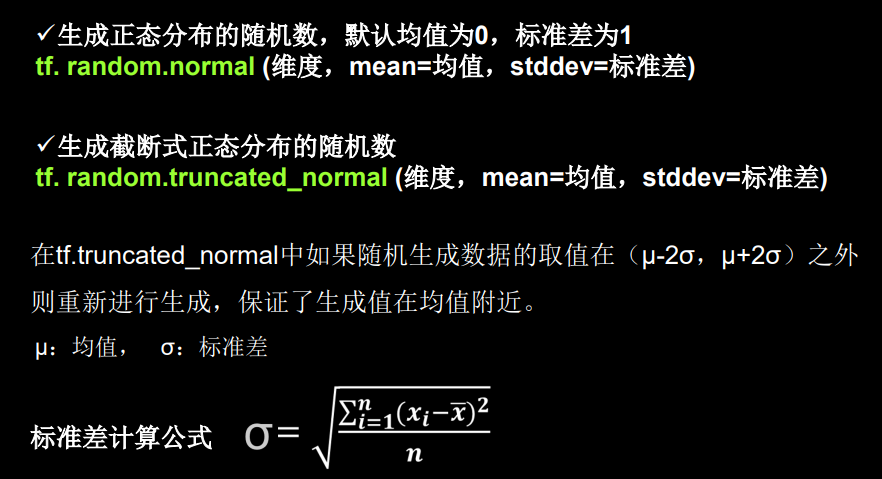 ✓生成正态分布的随机数，默认均值为0，标准差为1
tf. random.normal (维度，mean=均值，stddev=标准差)
✓生成截断式正态分布的随机数
tf. random.truncated_normal (维度，mean=均值，stddev=标准差)
在tf.truncated_normal中如果随机生成数据的取值在（μ-2σ，μ+2σ）之外
则重新进行生成，保证了生成值在均值附近。
μ：均值， σ：标准差
标准差计算公式 σ=√(∑ⁿᵢ₌₁(xᵢ−x̅)²/n)